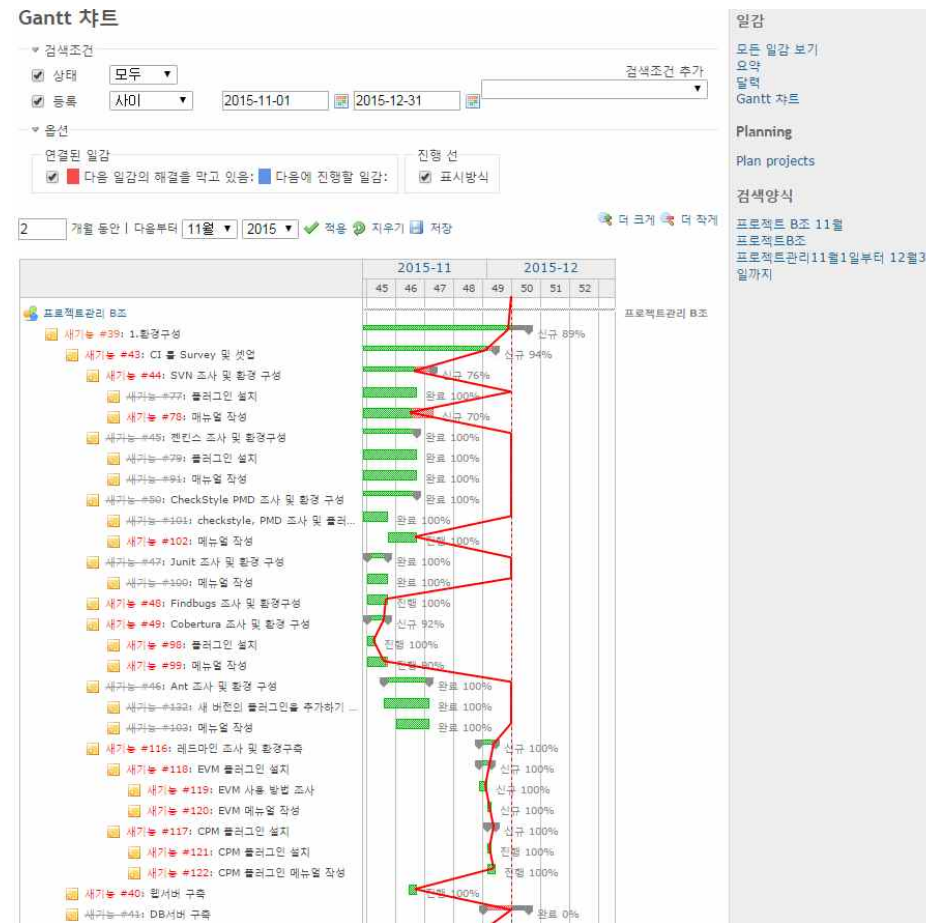 Gantt 챠트
검색조건
상태 모두
검색조건 추가
등록 사이 2015-11-01 2015-12-31
옵션
연결된 일감
다음 일감의 해결을 막고 있음: 다음에 진행할 일감:
진행 선
표시방식
2 개월 동안 | 다음부터 11월 2015 적용 지우기 저장
더 크게 더 작게
2015-11 2015-12
45 46 47 48 49 50 51 52
프로젝트관리 B조 프로젝트관리 B조
새기능 #39: 1.환경구성 신규 89%
새기능 #43: CI 툴 Survey 및 셋업 신규 94%
새기능 #44: SVN 조사 및 환경 구성 신규 76%
새기능 #77: 플러그인 설치 완료 100%
새기능 #78: 매뉴얼 작성 신규 70%
새기능 #45: 젠킨스 조사 및 환경구성 완료 100%
새기능 #79: 플러그인 설치 완료 100%
새기능 #91: 매뉴얼 작성 완료 100%
새기능 #50: CheckStyle PMD 조사 및 환경 구성 완료 100%
새기능 #101: checkstyle, PMD 조사 및 플러... 완료 100%
새기능 #102: 메뉴얼 작성 진행 100%
새기능 #47: Junit 조사 및 환경 구성 완료 100%
새기능 #100: 메뉴얼 작성 완료 100%
새기능 #48: Findbugs 조사 및 환경구성 진행 100%
새기능 #49: Cobertura 조사 및 환경 구성 신규 92%
새기능 #98: 플러그인 설치 진행 100%
새기능 #99: 메뉴얼 작성 진행 90%
새기능 #46: Ant 조사 및 환경 구성 완료 100%
새기능 #132: 새 버전의 플러그인을 추가하기 ... 완료 100%
새기능 #103: 메뉴얼 작성 완료 100%
새기능 #116: 레드마인 조사 및 환경구축 신규 100%
새기능 #118: EVM 플러그인 설치 신규 100%
새기능 #119: EVM 사용 방법 조사 신규 100%
새기능 #120: EVM 메뉴얼 작성 신규 100%
새기능 #117: CPM 플러그인 설치 신규 100%
새기능 #121: CPM 플러그인 설치 진행 100%
새기능 #122: CPM 플러그인 메뉴얼 작성 진행 100%
새기능 #40: 웹서버 구축 진행 100%
새기능 #41: DB서버 구축 완료 0%
일감
모든 일감 보기
요약
달력
Gantt 챠트
Planning
Plan projects
검색양식
프로젝트 B조 11월
프로젝트B조
프로젝트관리11월1일부터 12월3
일까지